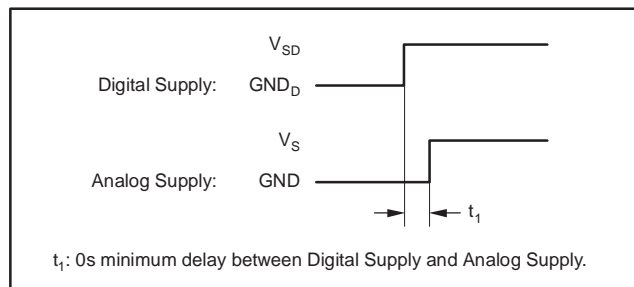 V_SD
Digital Supply: GND_D
V_S
Analog Supply: GND
t_1
t_1: 0s minimum delay between Digital Supply and Analog Supply.